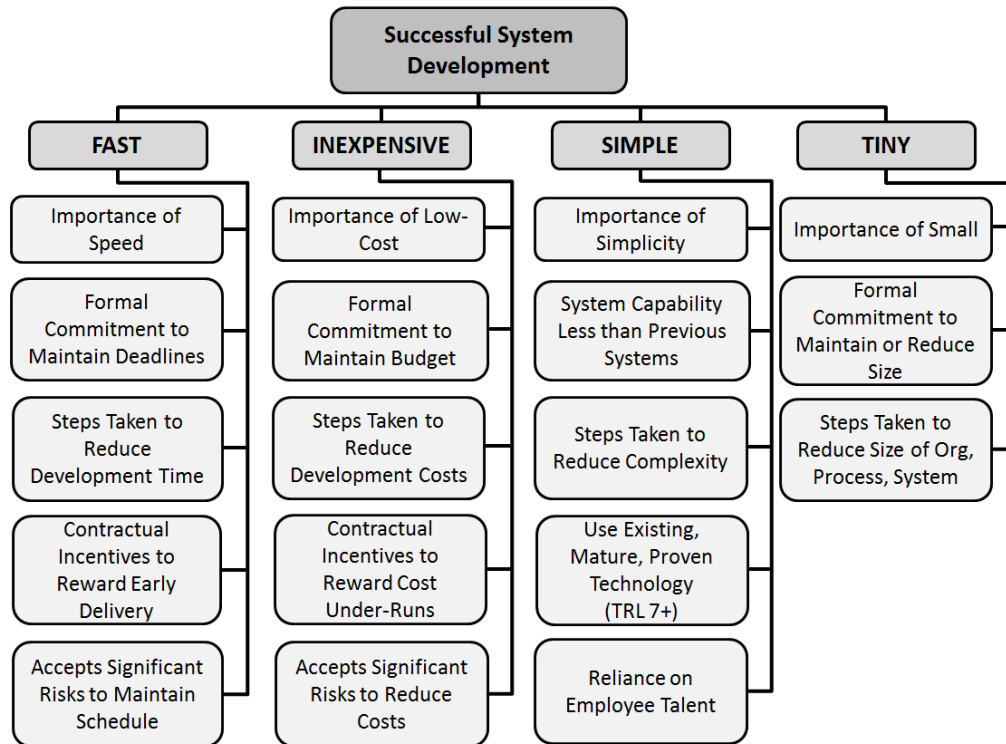 Successful System
Development
FAST
INEXPENSIVE
SIMPLE
TINY
Importance of
Speed
Formal
Commitment to
Maintain Deadlines
Steps Taken to
Reduce
Development Time
Contractual
Incentives to
Reward Early
Delivery
Accepts Significant
Risks to Maintain
Schedule
Importance of Low-
Cost
Formal
Commitment to
Maintain Budget
Steps Taken to
Reduce
Development Costs
Contractual
Incentives to
Reward Cost
Under-Runs
Accepts Significant
Risks to Reduce
Costs
Importance of
Simplicity
System Capability
Less than Previous
Systems
Steps Taken to
Reduce Complexity
Use Existing,
Mature, Proven
Technology
(TRL 7+)
Reliance on
Employee Talent
Importance of Small
Formal
Commitment to
Maintain or Reduce
Size
Steps Taken to
Reduce Size of Org,
Process, System